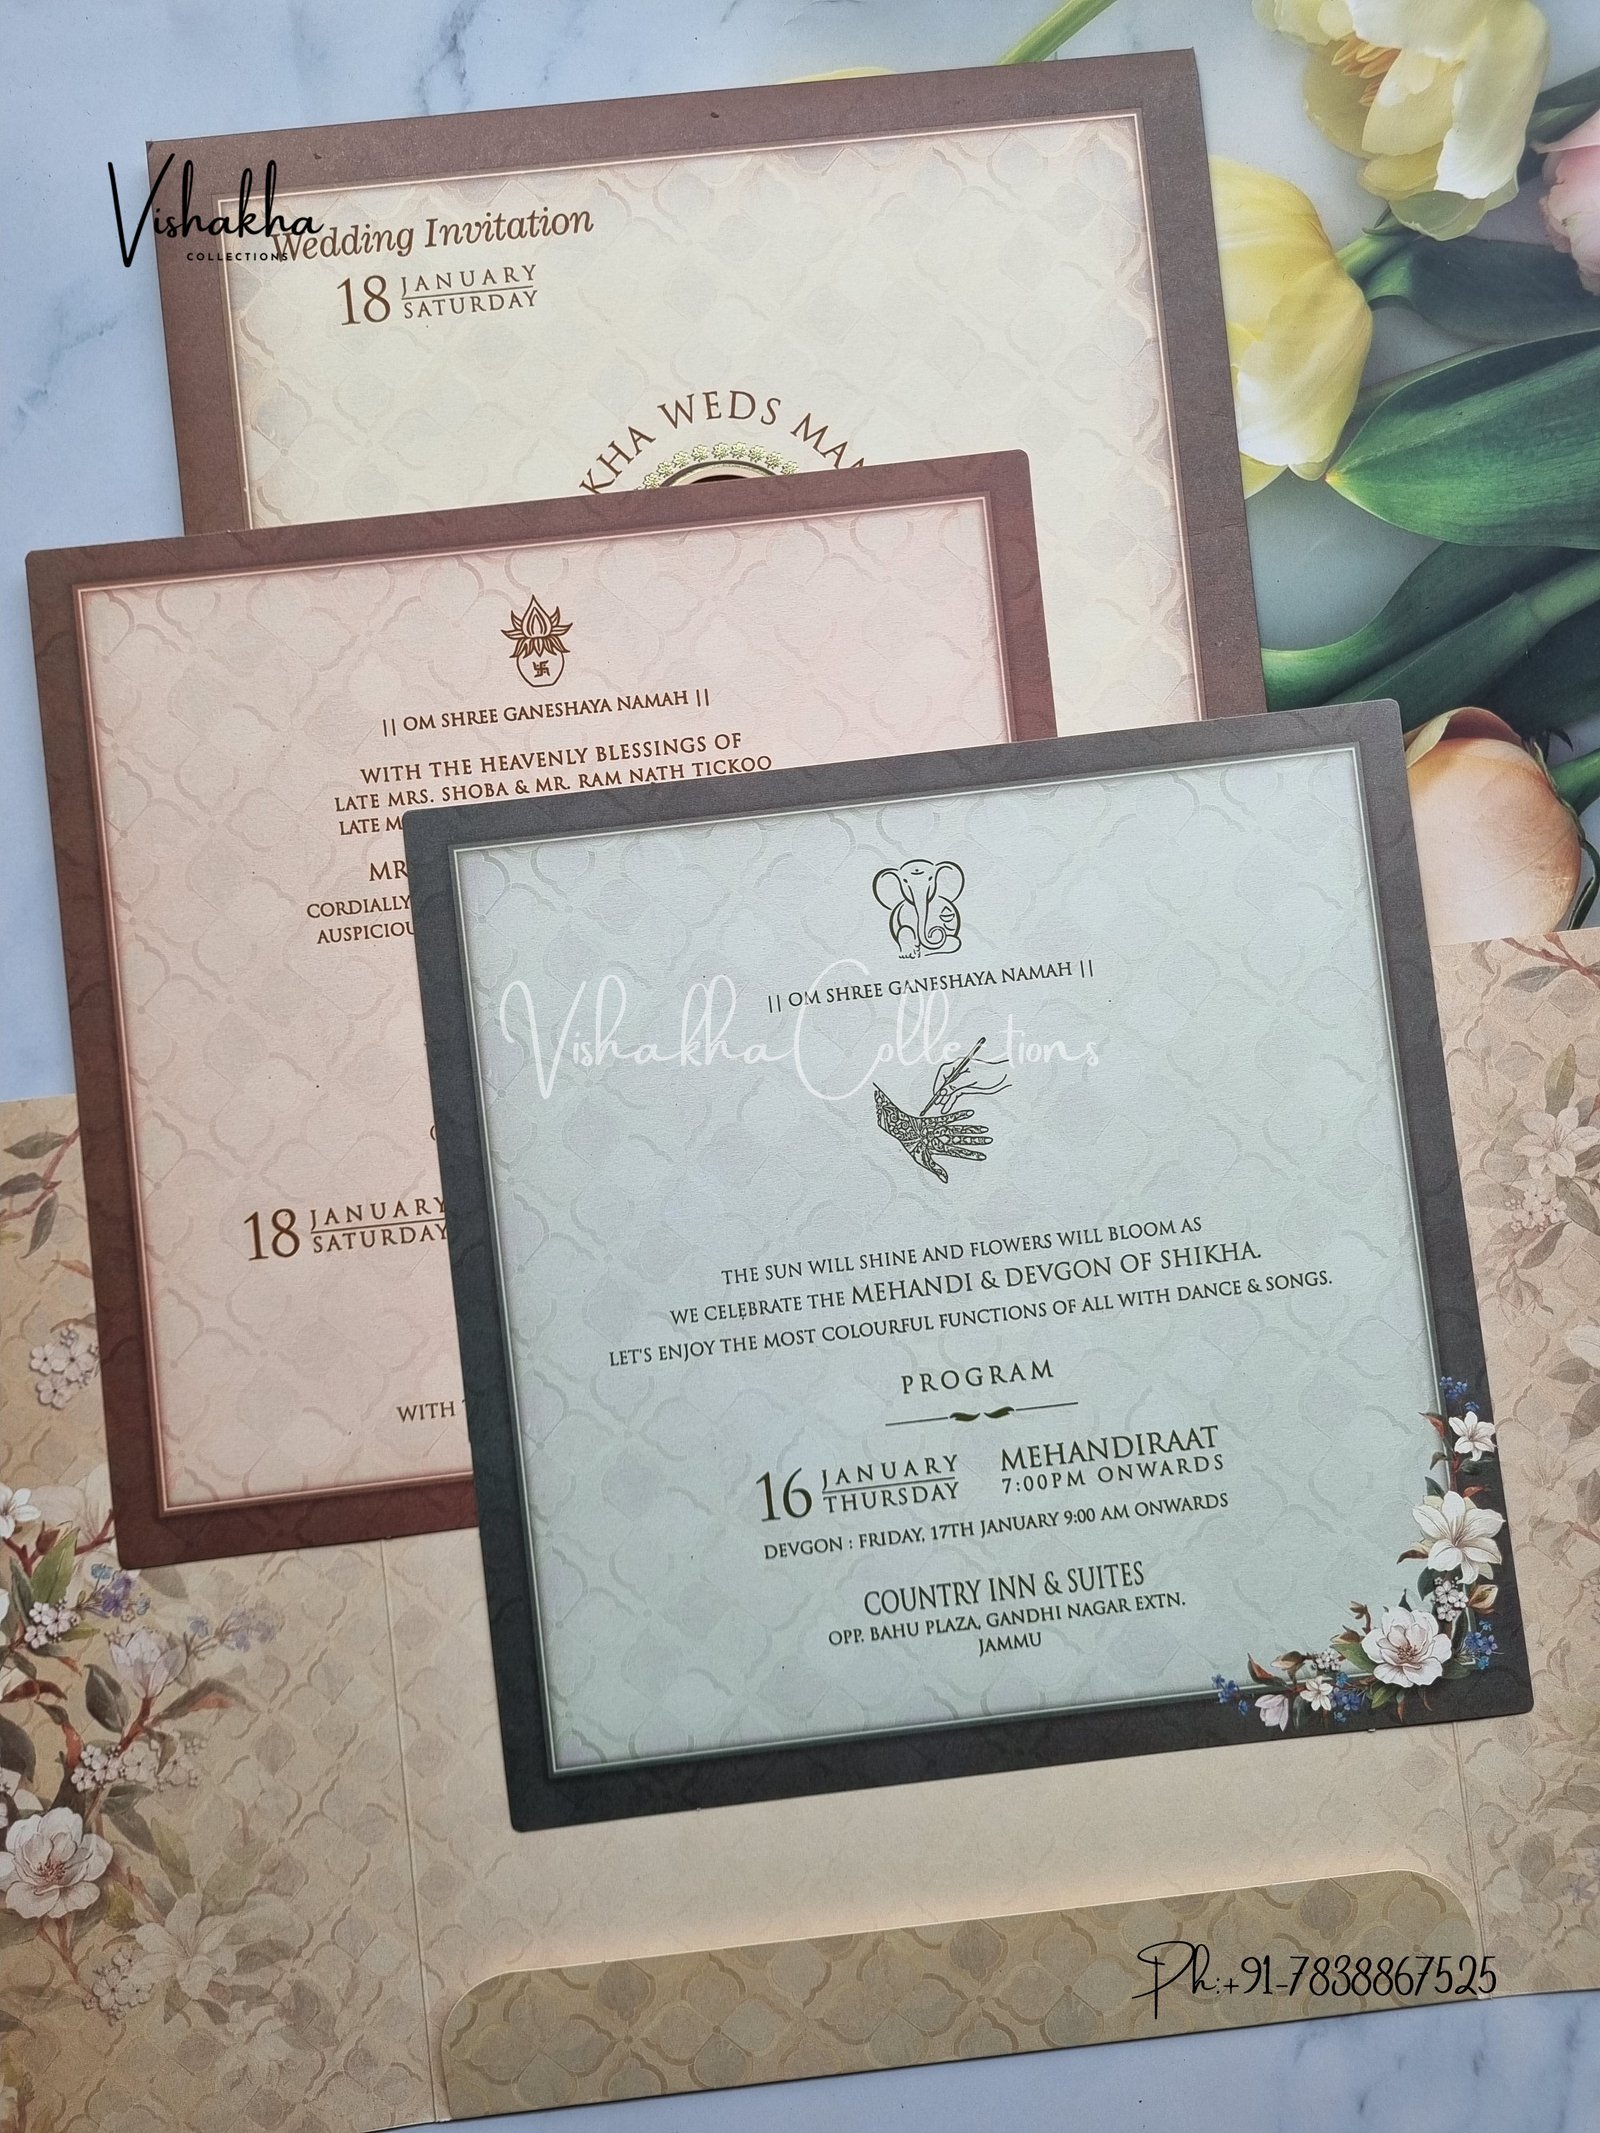 Vishakha
COLLECTIONS
Wedding Invitation
18 JANUARY
SATURDAY
KHA WEDS MAN
|| OM SHREE GANESHAYA NAMAH ||
WITH THE HEAVENLY BLESSINGS OF
LATE MRS. SHOBA & MR. RAM NATH TICKOO
LATE M
MR
CORDIALLY
AUSPICIOU
18 JANUARY
SATURDAY
WITH
|| OM SHREE GANESHAYA NAMAH ||
Vishakha Collections
THE SUN WILL SHINE AND FLOWERS WILL BLOOM AS
WE CELEBRATE THE MEHANDI & DEVGON OF SHIKHA.
LET'S ENJOY THE MOST COLOURFUL FUNCTIONS OF ALL WITH DANCE & SONGS.
PROGRAM
16 JANUARY
THURSDAY
MEHANDIRAAT
7:00PM ONWARDS
DEVGON : FRIDAY, 17TH JANUARY 9:00 AM ONWARDS
COUNTRY INN & SUITES
OPP. BAHU PLAZA, GANDHI NAGAR EXTN.
JAMMU
Ph:+91-7838867525